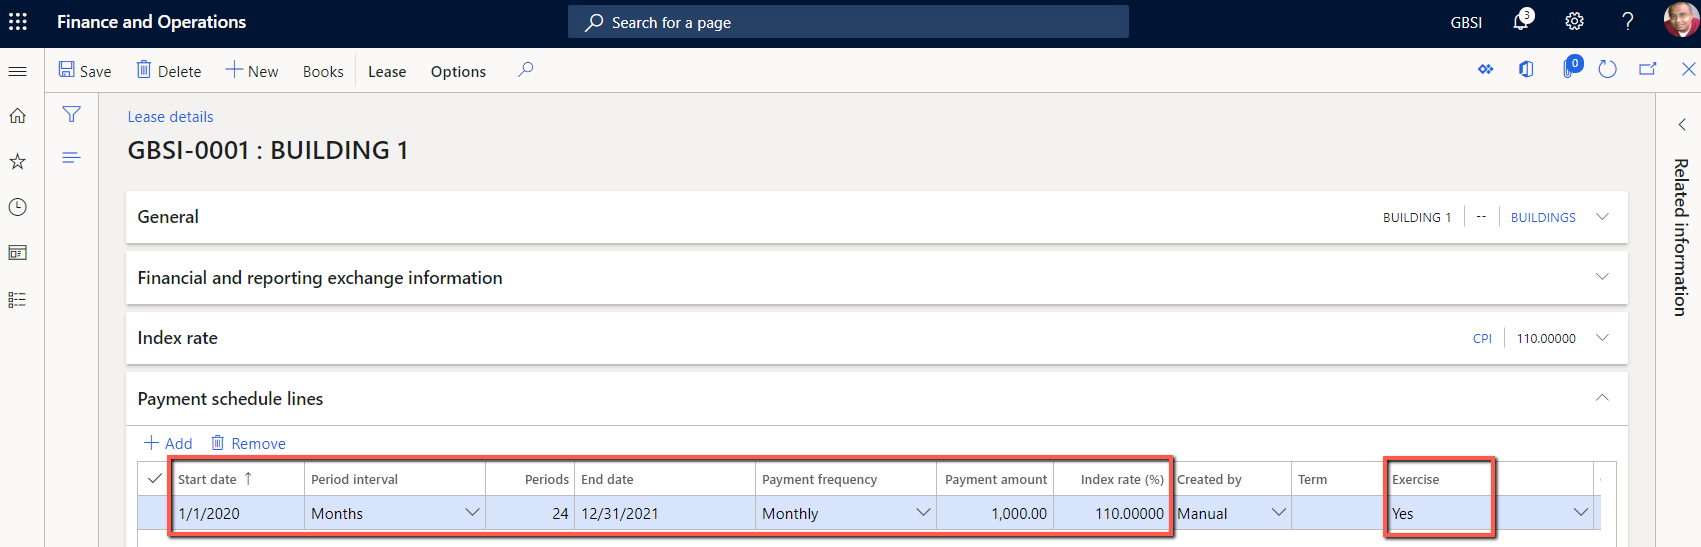 Finance and Operations Search for a page GBSI 3 ?
Save Delete New Books Lease Options 0
Lease details
GBSI-0001 : BUILDING 1
General BUILDING 1 -- BUILDINGS
Financial and reporting exchange information
Index rate CPI 110.00000
Payment schedule lines
Add Remove
Start date ↑ Period interval Periods End date Payment frequency Payment amount Index rate (%) Created by Term Exercise
1/1/2020 Months 24 12/31/2021 Monthly 1,000.00 110.00000 Manual Yes
Related information